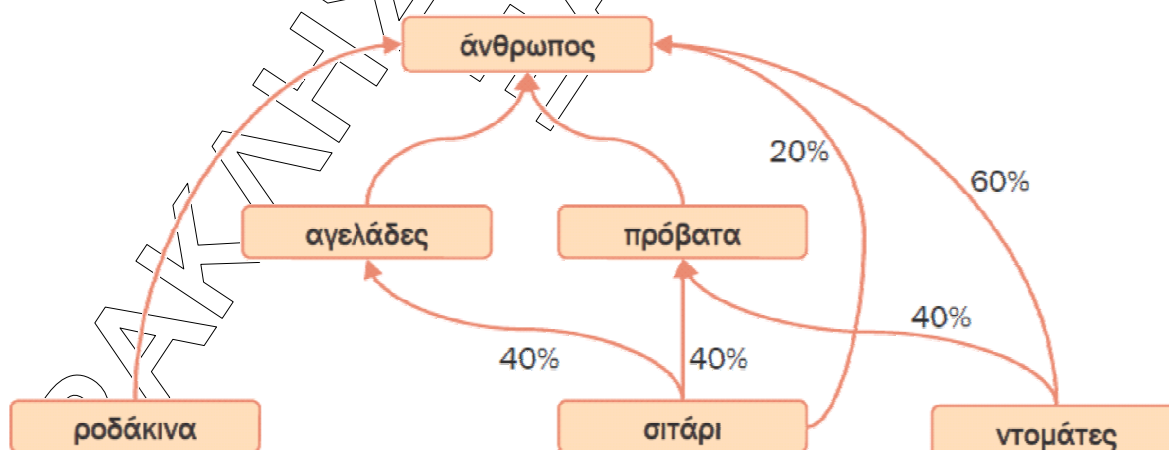 άνθρωπος
20%
60%
αγελάδες
πρόβατα
40%
40%
40%
ροδάκινα
σιτάρι
ντομάτες